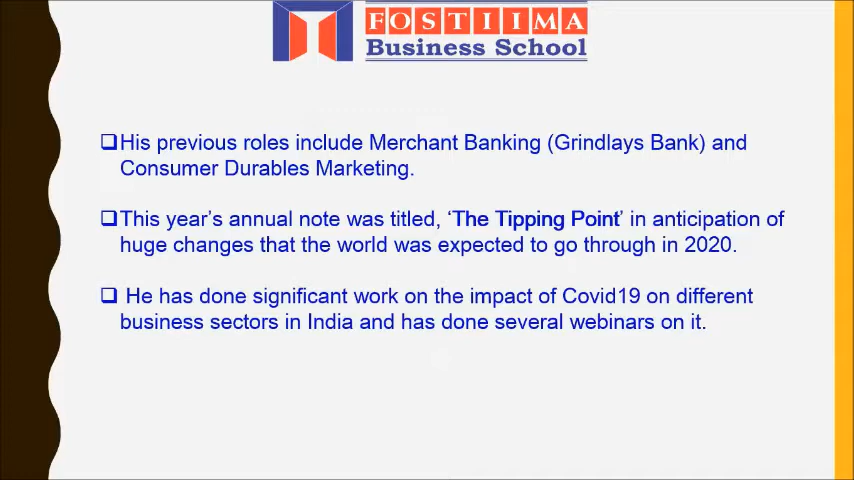 FOSTIIMA
Business School
❑His previous roles include Merchant Banking (Grindlays Bank) and
Consumer Durables Marketing.
❑This year's annual note was titled, ‘The Tipping Point’ in anticipation of
huge changes that the world was expected to go through in 2020.
❑ He has done significant work on the impact of Covid19 on different
business sectors in India and has done several webinars on it.